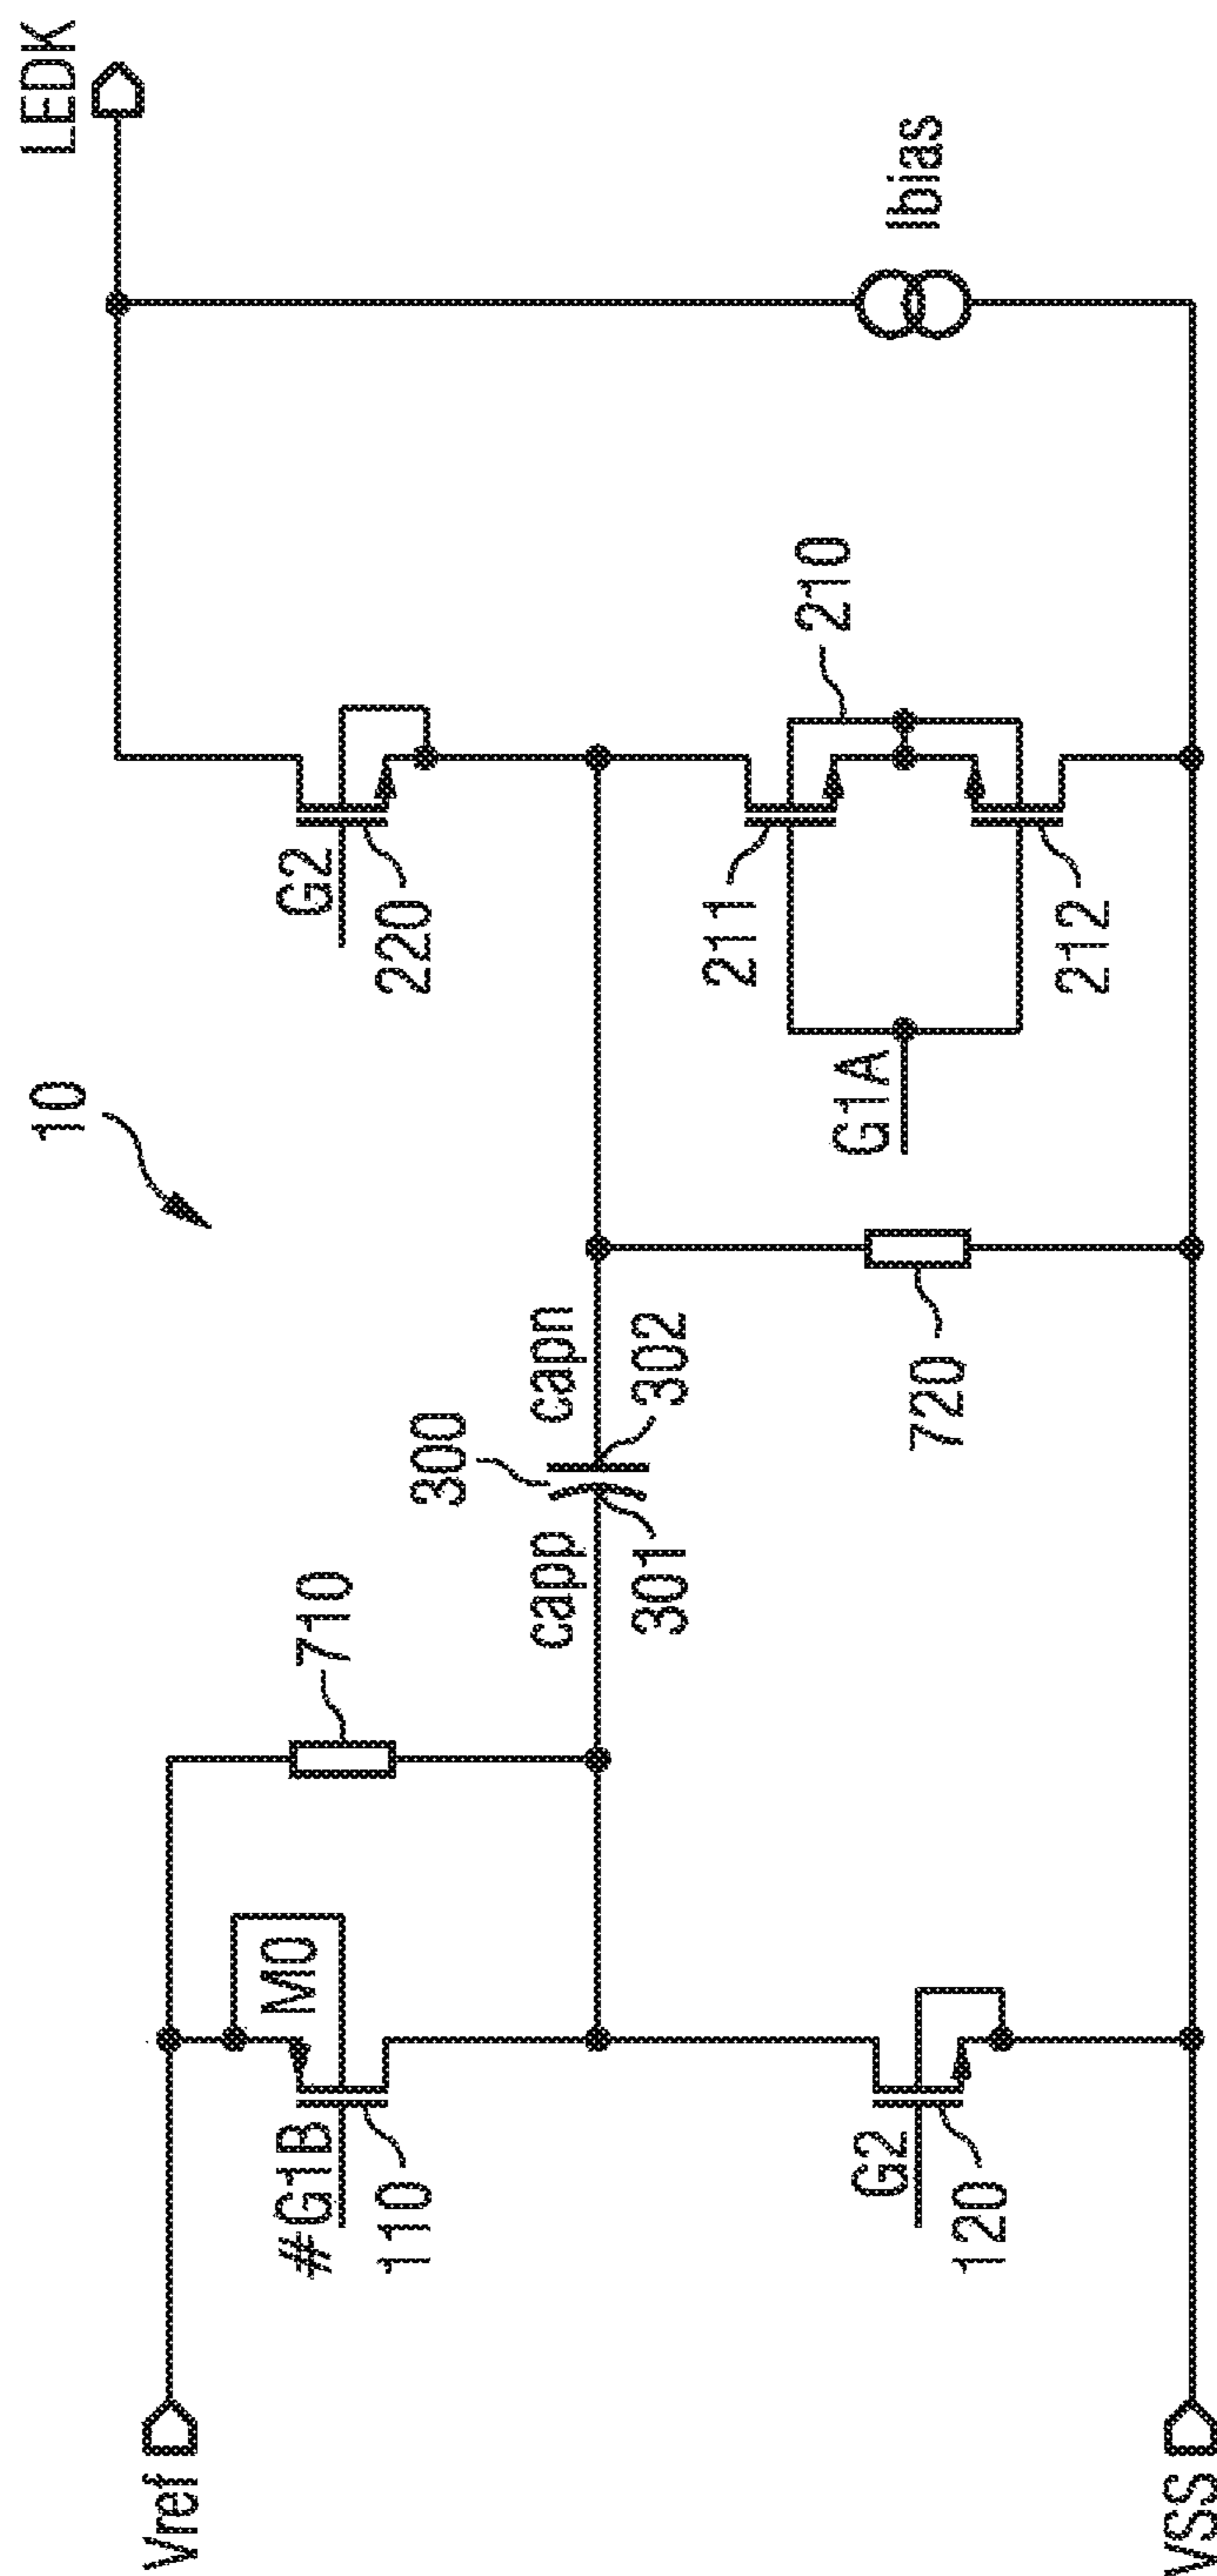 10
LEDK
Vref
710
M0
#G1B
110
capp
300
capn
301
302
G2
220
G2
120
720
G1A
211
210
212
Ibias
VSS